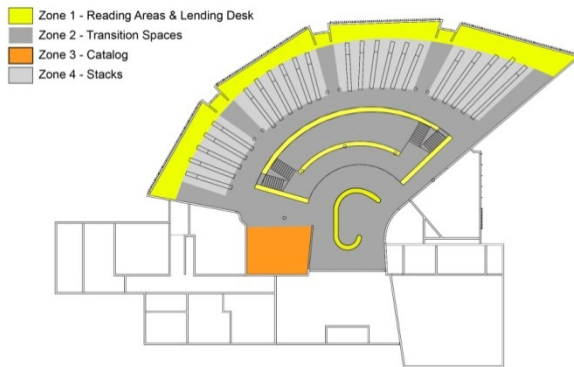 Zone 1 - Reading Areas & Lending Desk
Zone 2 - Transition Spaces
Zone 3 - Catalog
Zone 4 - Stacks